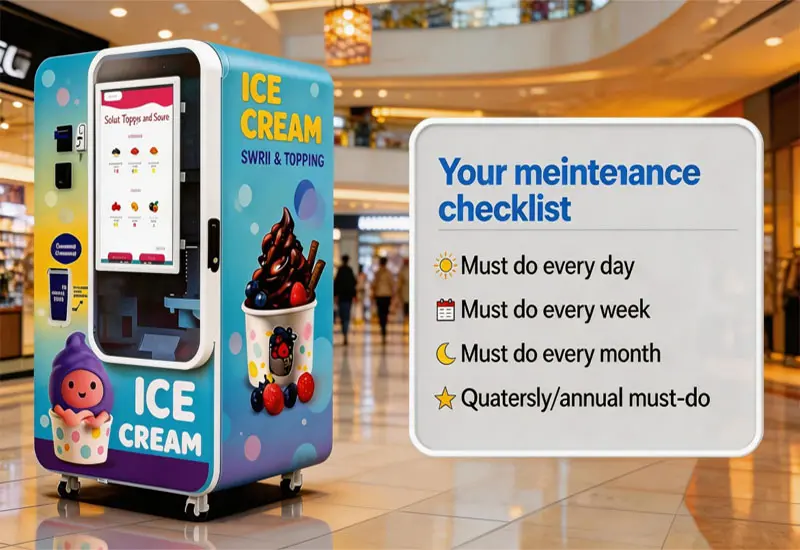 ICE
CREAM
SWRII & TOPPING
Solut Topps and Soure
ICE
CREAM
Your meintenance
checklist
Must do every day
Must do every week
Must do every month
Quatersly/annual must-do